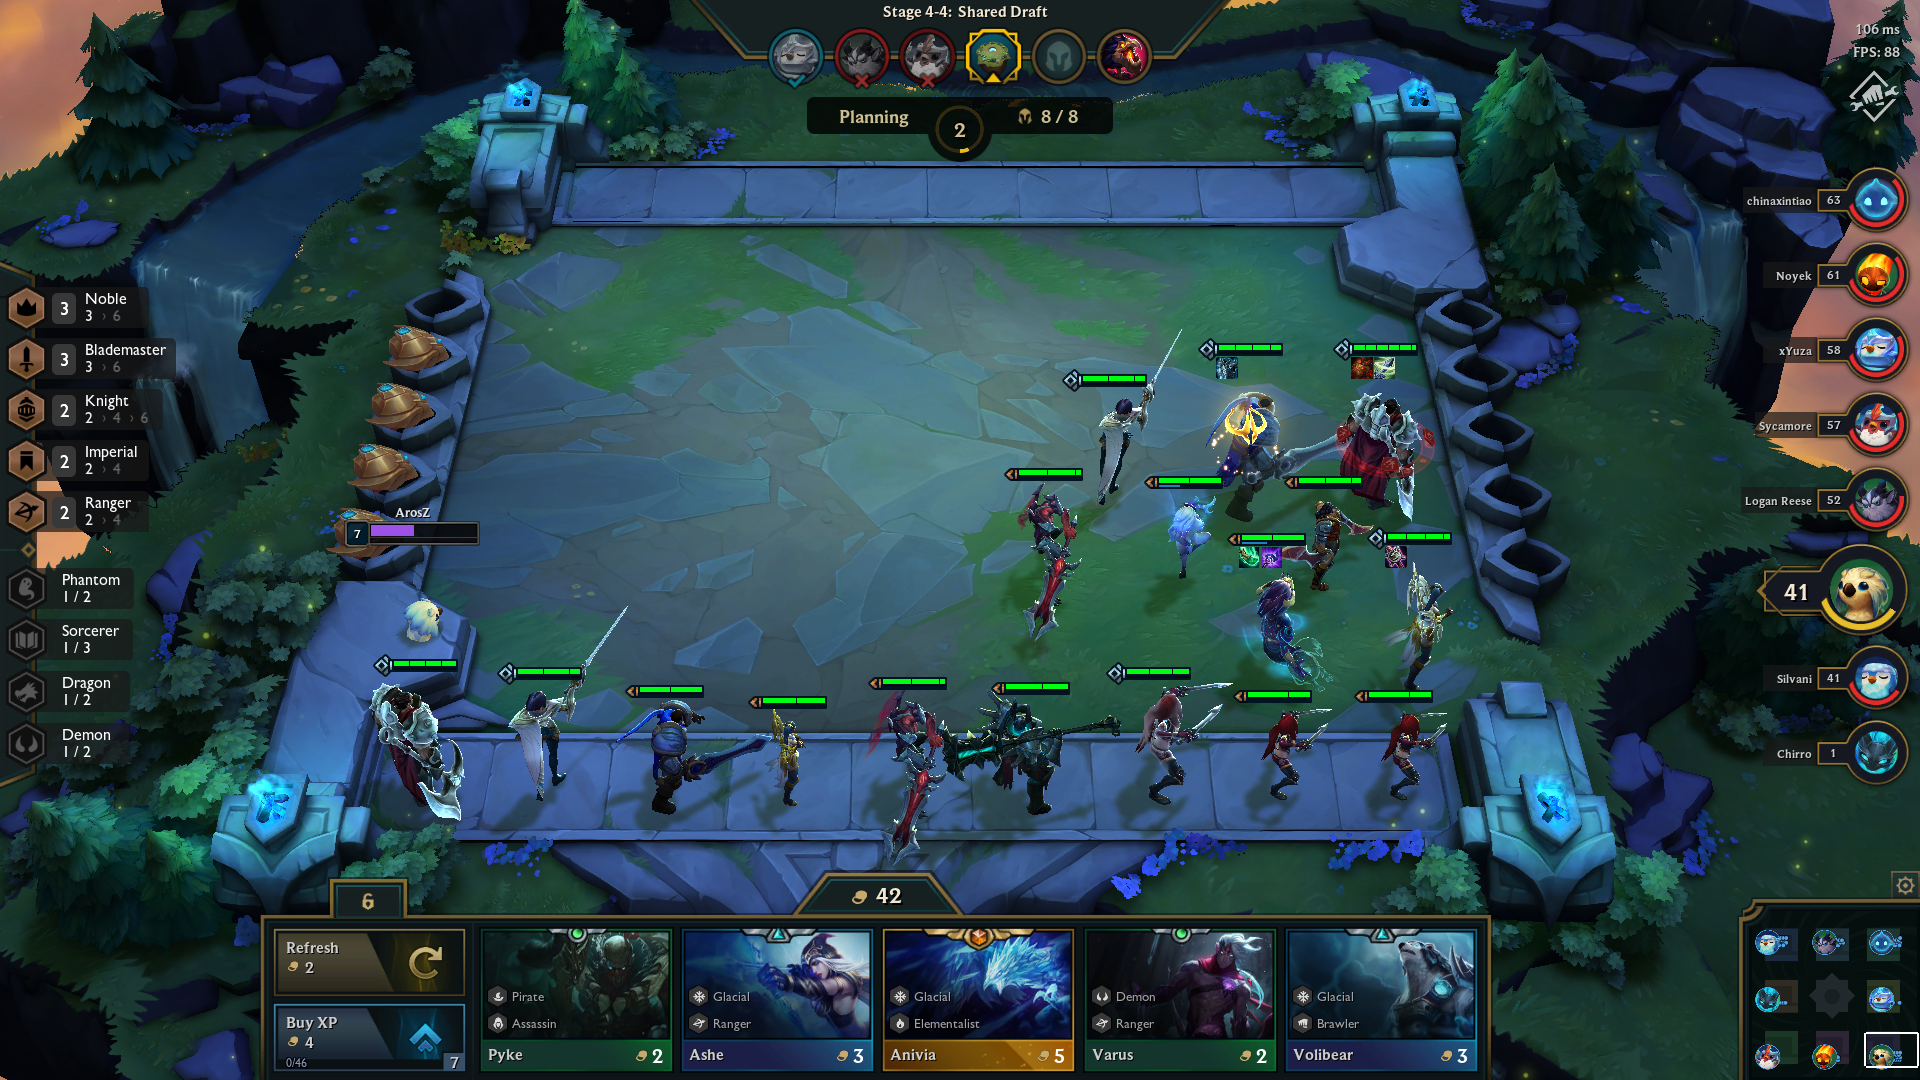 Stage 4-4: Shared Draft
106 ms
FPS: 88
Planning
2
8 / 8
chinaxintiao 63
Noyek 61
xYuza 58
Sycamore 57
Logan Reese 52
41
Silvani 41
Chirro 1
3 Noble
3 › 6
3 Blademaster
3 › 6
2 Knight
2 › 4 › 6
2 Imperial
2 › 4
2 Ranger
2 › 4
Phantom
1 / 2
Sorcerer
1 / 3
Dragon
1 / 2
Demon
1 / 2
ArosZ
7
6
42
Refresh
2
Buy XP
4
0/46
7
Pirate
Assassin
Pyke 2
Glacial
Ranger
Ashe 3
Glacial
Elementalist
Anivia 5
Demon
Ranger
Varus 2
Glacial
Brawler
Volibear 3